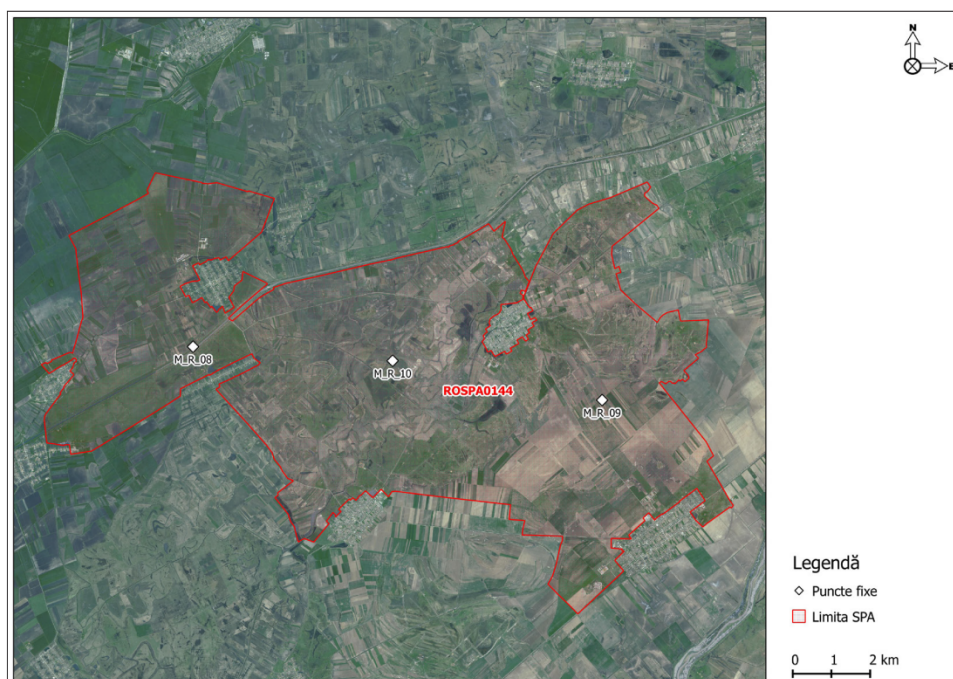 N
E
M_R_08
M_R_10
ROSPA0144
M_R_09
Legendă
Puncte fixe
Limita SPA
0 1 2 km